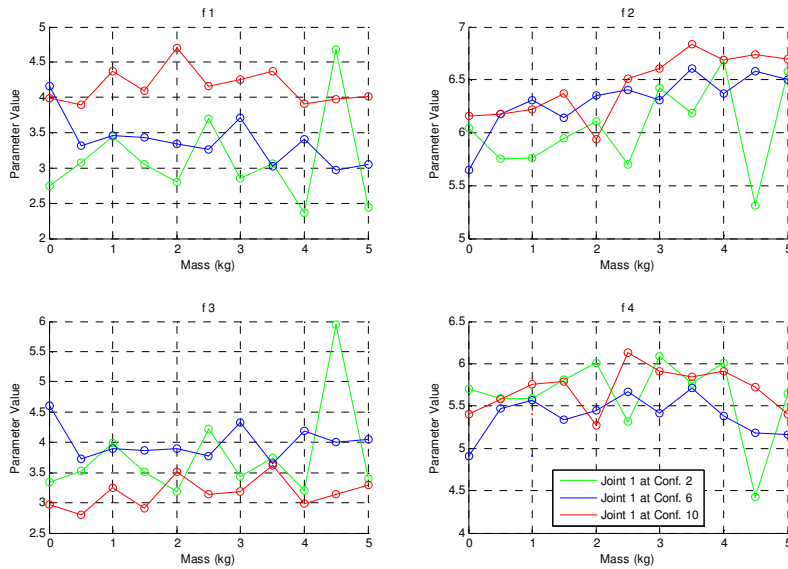 f 1
5
4.5
4
3.5
3
2.5
2
Parameter Value
0 1 2 3 4 5
Mass (kg)
f 2
7
6.5
6
5.5
5
Parameter Value
0 1 2 3 4 5
Mass (kg)
f 3
6
5.5
5
4.5
4
3.5
3
2.5
Parameter Value
0 1 2 3 4 5
Mass (kg)
f 4
6.5
6
5.5
5
4.5
4
Parameter Value
0 1 2 3 4 5
Mass (kg)
Joint 1 at Conf. 2
Joint 1 at Conf. 6
Joint 1 at Conf. 10